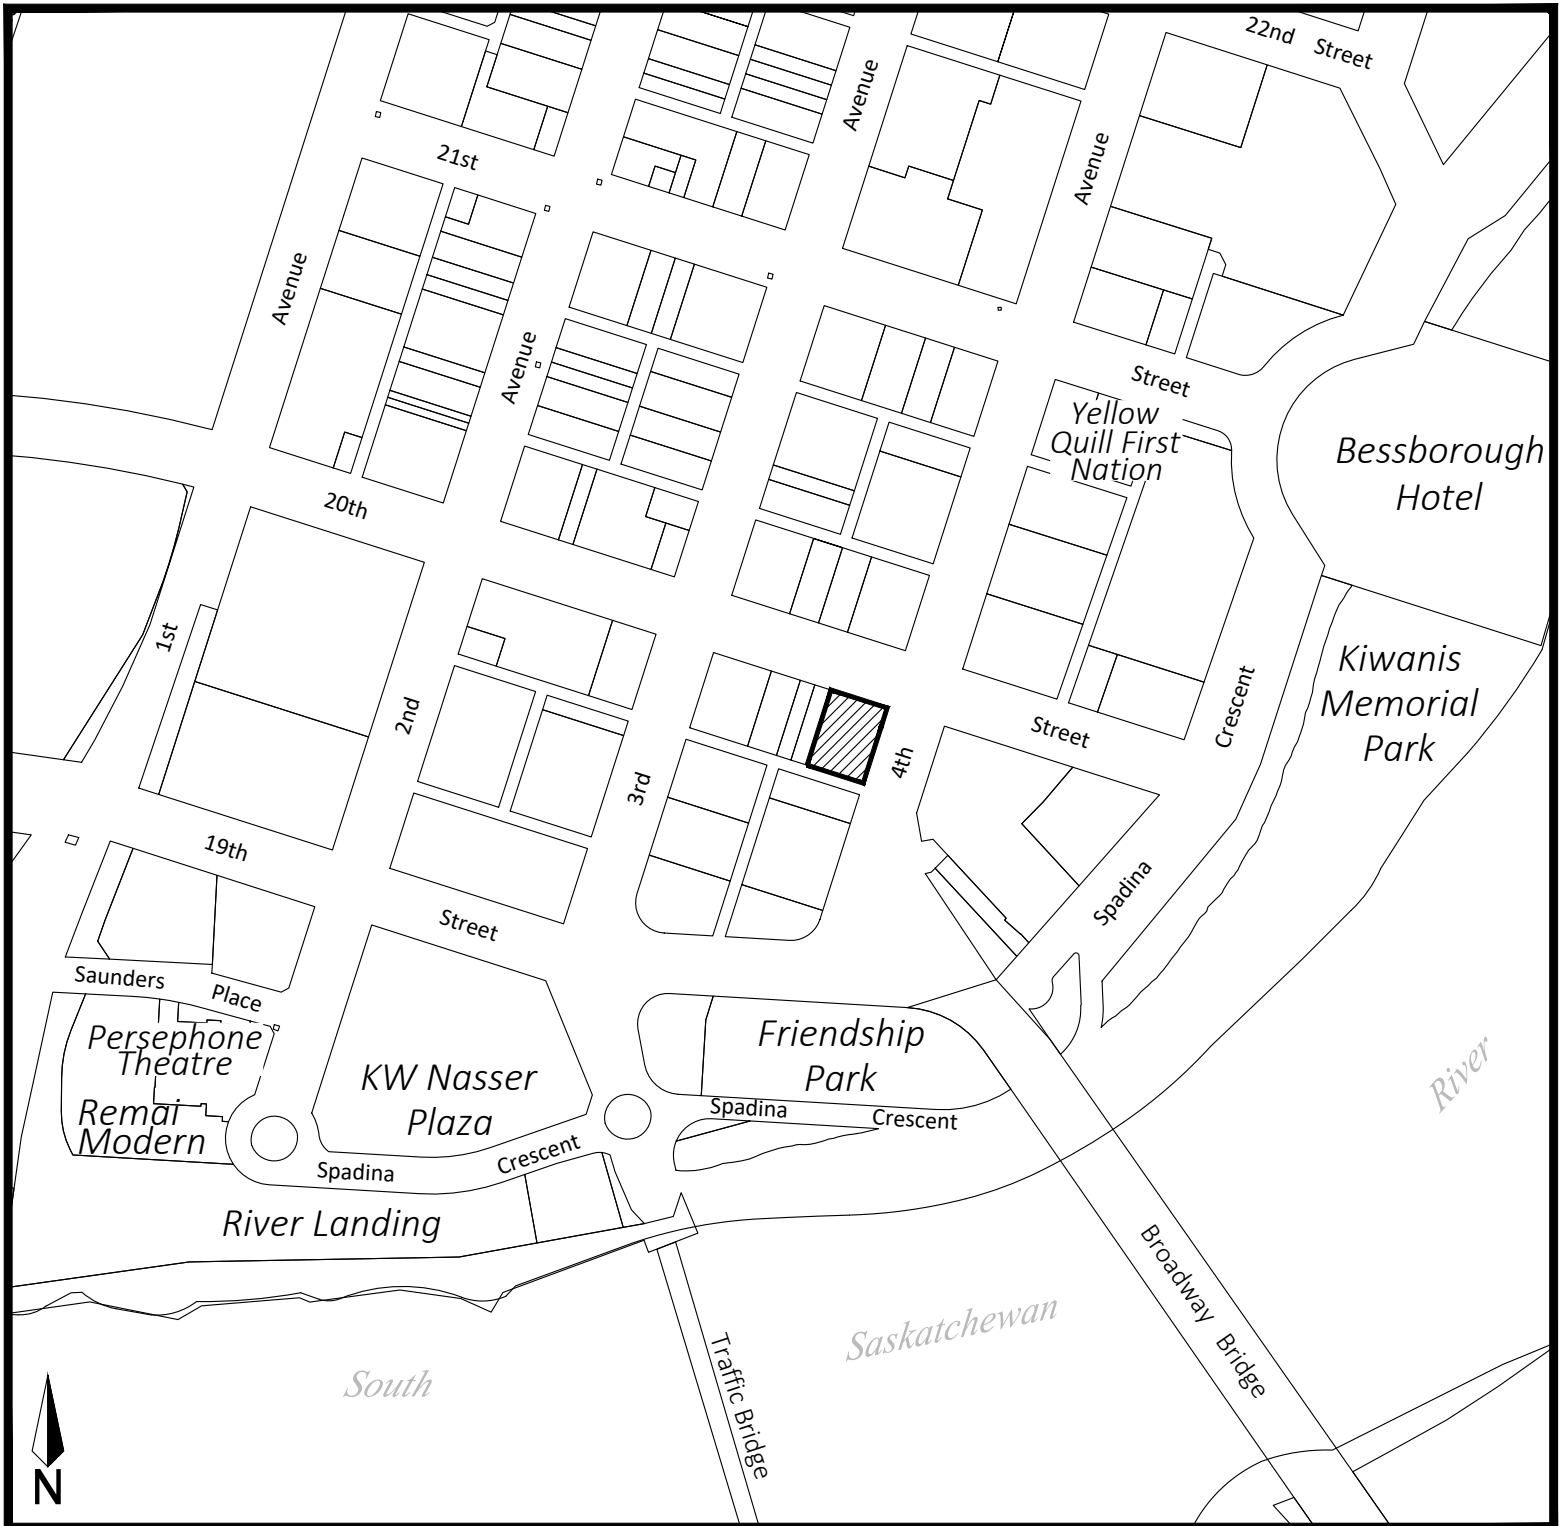 22nd Street
Avenue
Avenue
21st
Avenue
Avenue
Street
Yellow
Quill First
Nation
Bessborough
Hotel
20th
1st
2nd
3rd
4th
Street
Crescent
Kiwanis
Memorial
Park
19th
Street
Spadina
Saunders
Place
Persephone
Theatre
Remai
Modern
KW Nasser
Plaza
Friendship
Park
Spadina
Crescent
Spadina
Crescent
River Landing
River
Broadway Bridge
Traffic Bridge
Saskatchewan
South
N